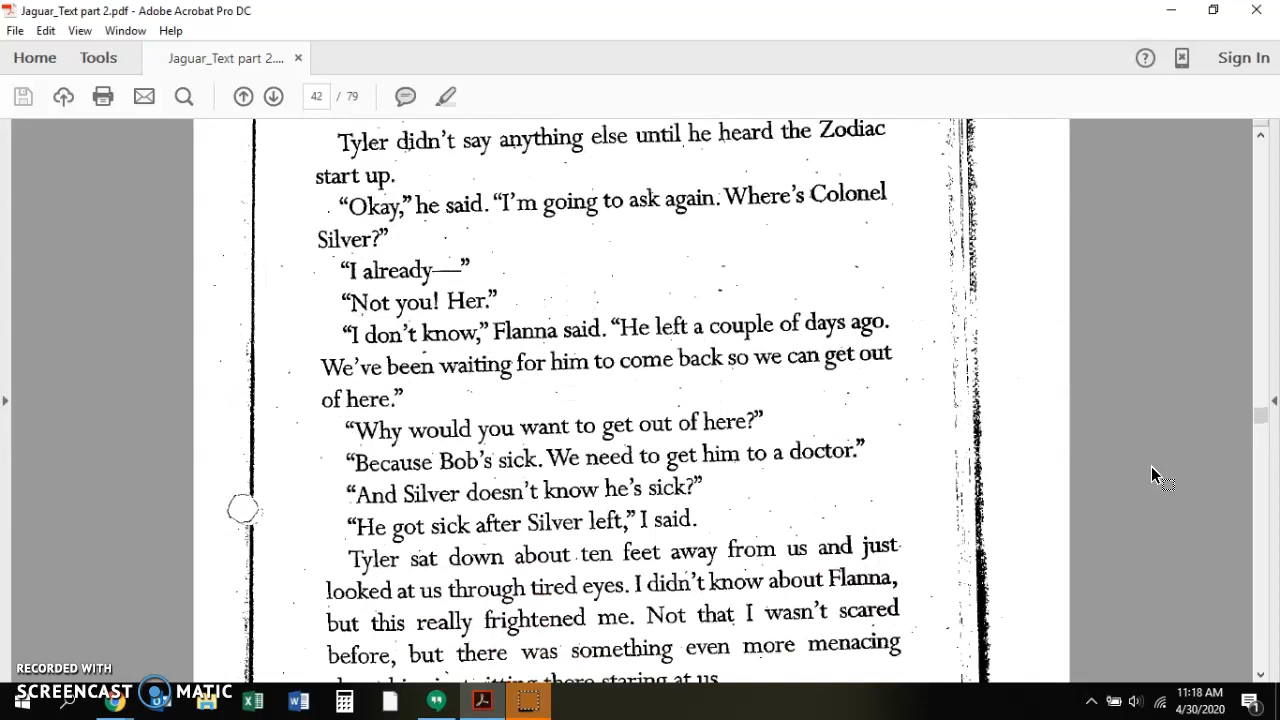 Jaguar_Text part 2.pdf - Adobe Acrobat Pro DC
File Edit View Window Help
Home Tools Jaguar_Text part 2.... × Sign In
42 / 79
Tyler didn't say anything else until he heard the Zodiac
start up.
“Okay,” he said. “I'm going to ask again. Where's Colonel
Silver?”
“I already—”
“Not you! Her.”
“I don't know,” Flanna said. “He left a couple of days ago.
We've been waiting for him to come back so we can get out
of here.”
“Why would you want to get out of here?”
“Because Bob's sick. We need to get him to a doctor.”
“And Silver doesn't know he's sick?”
“He got sick after Silver left,” I said.
Tyler sat down about ten feet away from us and just
looked at us through tired eyes. I didn't know about Flanna,
but this really frightened me. Not that I wasn't scared
before, but there was something even more menacing
sitting there staring at us.
RECORDED WITH
SCREENCAST MATIC
11:18 AM
4/30/2020
1